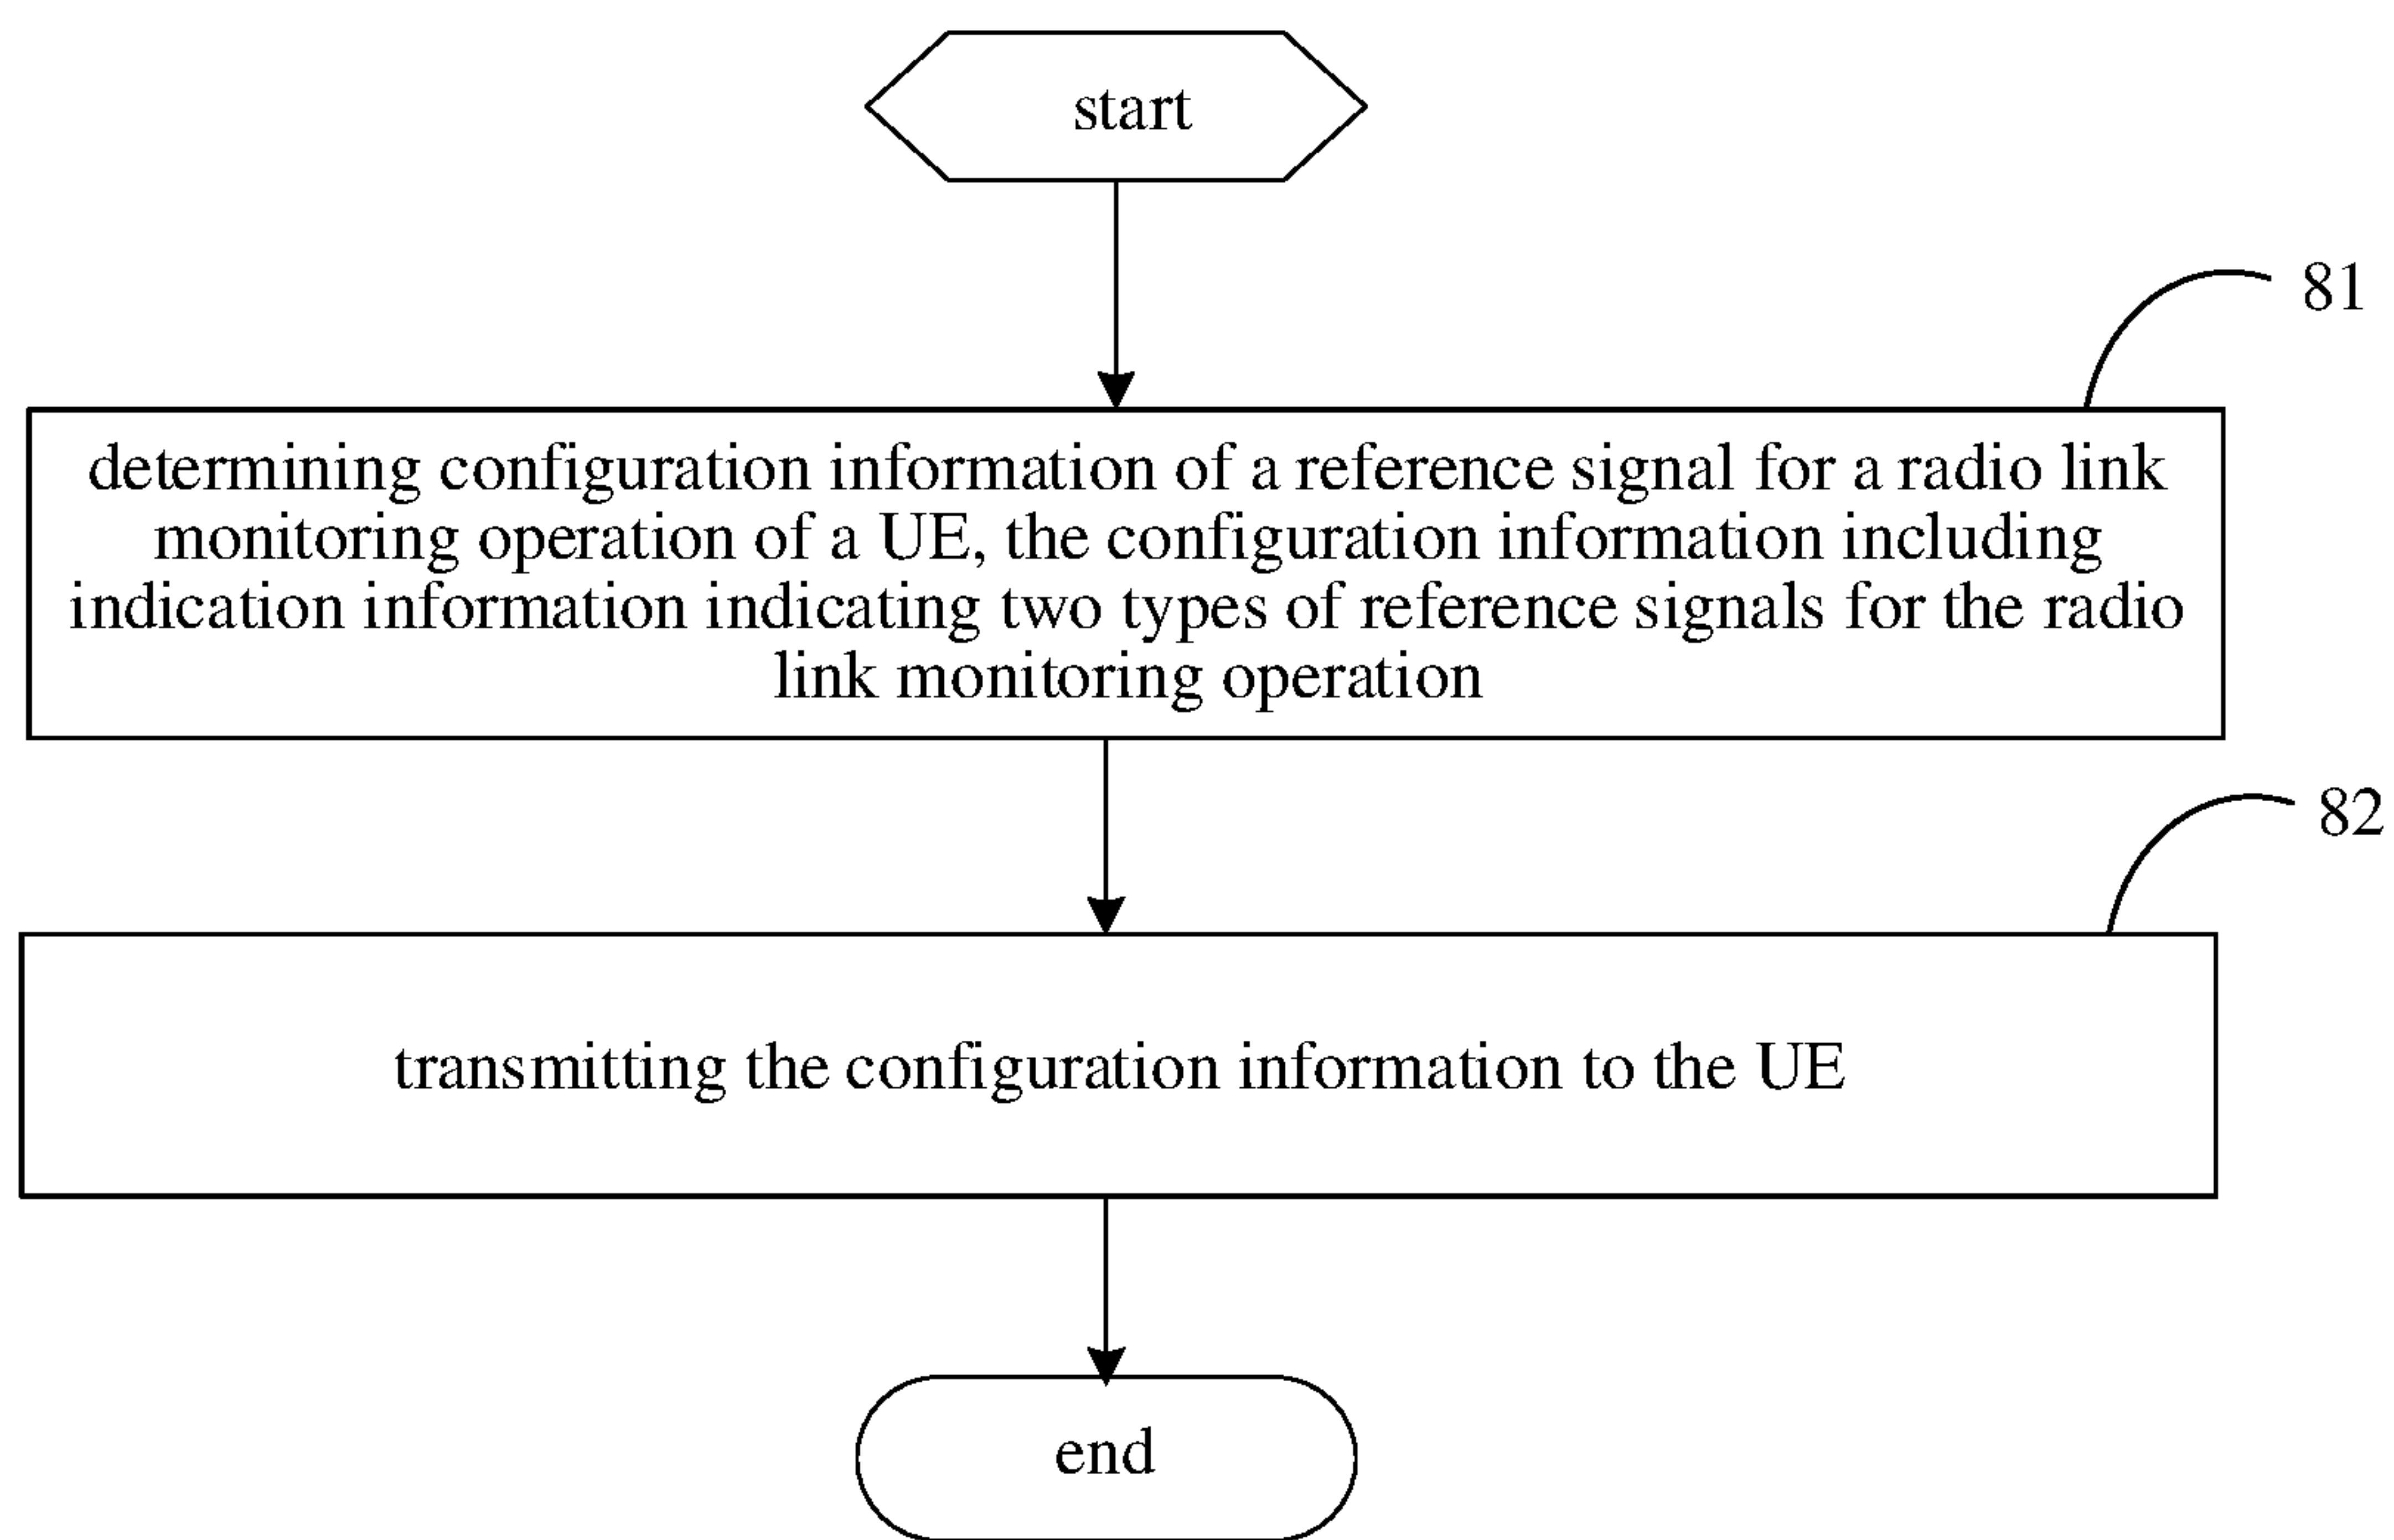 start
81
determining configuration information of a reference signal for a radio link
monitoring operation of a UE, the configuration information including
indication information indicating two types of reference signals for the radio
link monitoring operation
82
transmitting the configuration information to the UE
end